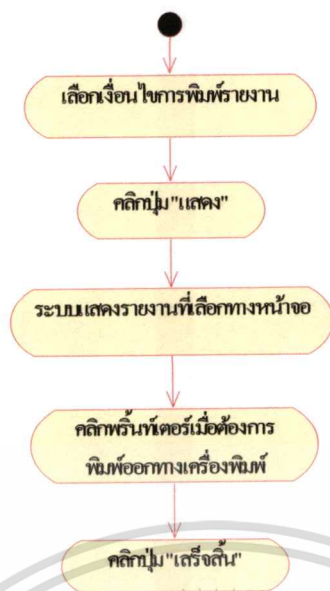 เลือกเงื่อนไขการพิมพ์รายงาน
คลิกปุ่ม "แสดง"
ระบบแสดงรายงานที่เลือกทางหน้าจอ
คลิกพริ้นท์เตอร์เมื่อต้องการ
พิมพ์ออกทางเครื่องพิมพ์
คลิกปุ่ม "เสร็จสิ้น"